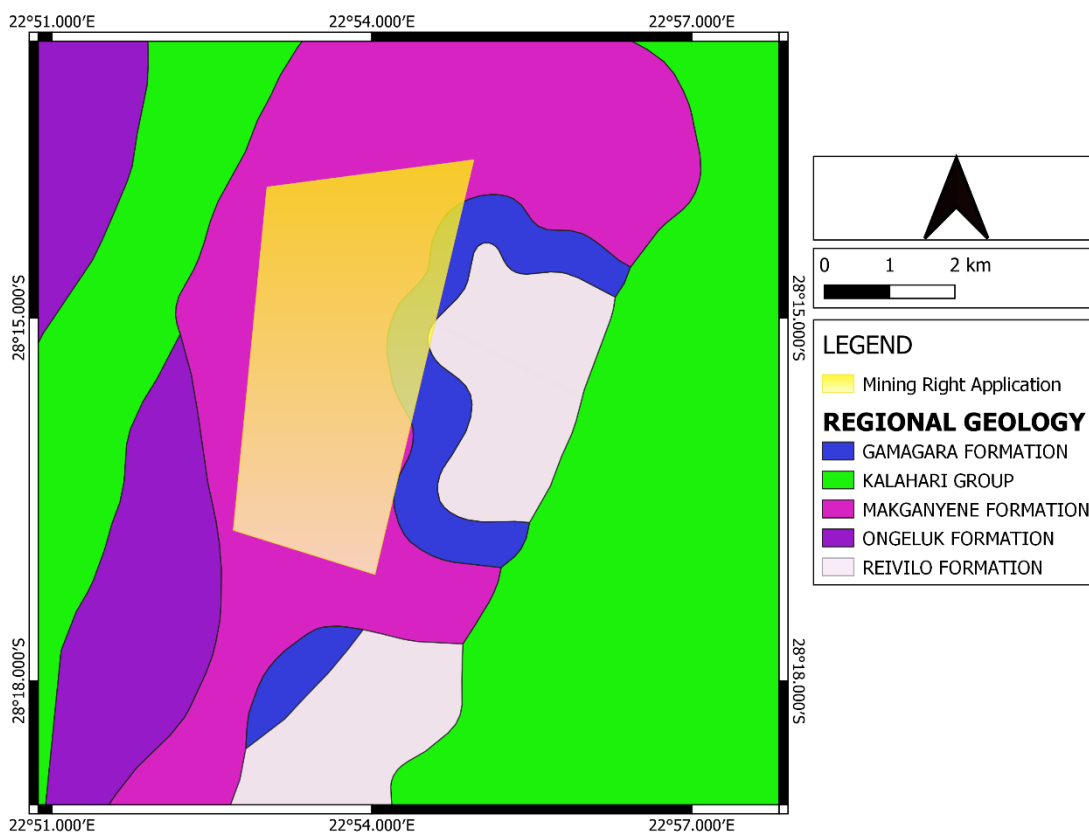 22°51.000′E 22°54.000′E 22°57.000′E
0 1 2 km
28°15.000′S 28°15.000′S
LEGEND
Mining Right Application
REGIONAL GEOLOGY
GAMAGARA FORMATION
KALAHARI GROUP
MAKGANYENE FORMATION
ONGELUK FORMATION
REIVILO FORMATION
28°18.000′S 28°18.000′S
22°51.000′E 22°54.000′E 22°57.000′E